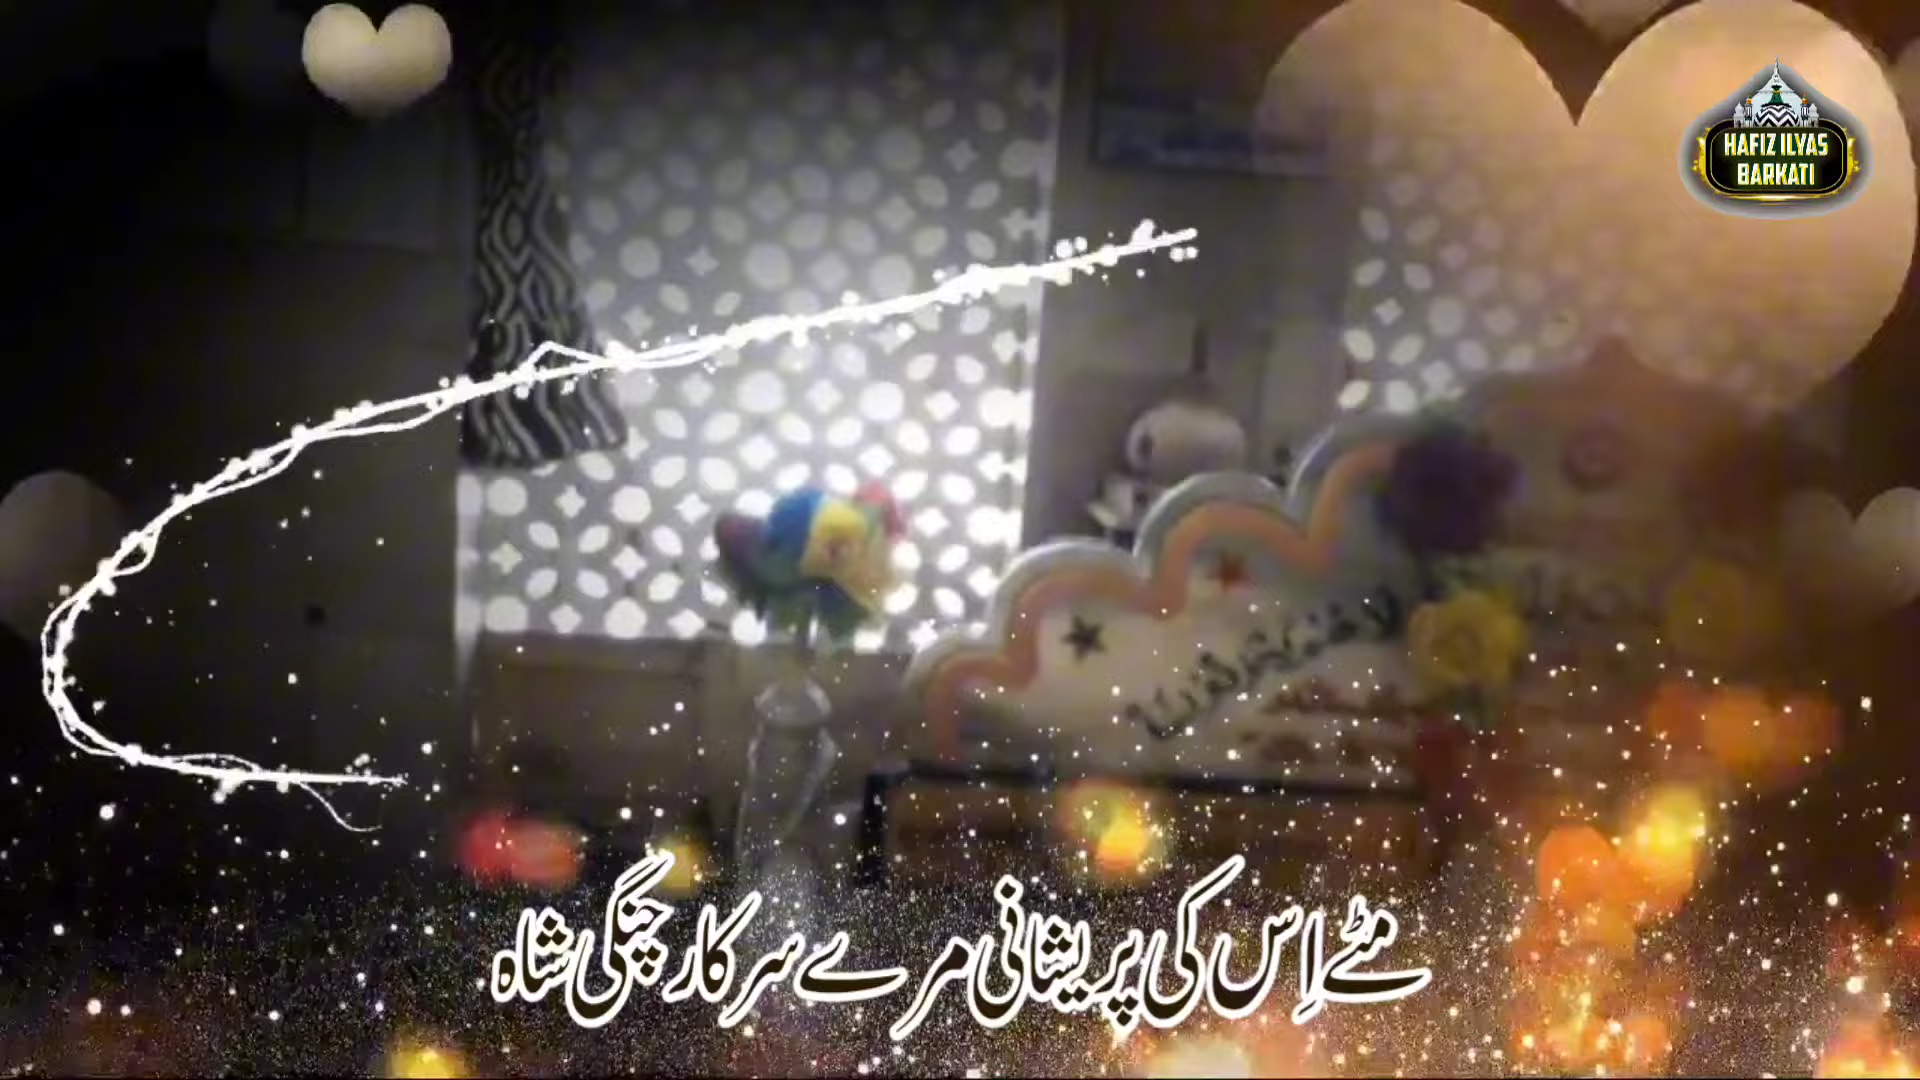 HAFIZ ILYAS
BARKATI
مٹے اِس کی پریشانی مرے سرکار چنگی شاہ